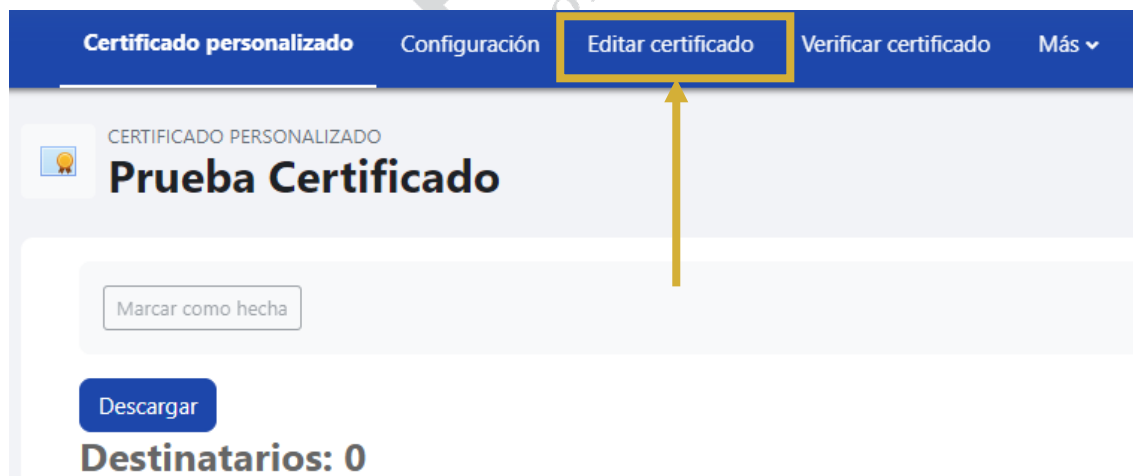 Certificado personalizado Configuración Editar certificado Verificar certificado Más
CERTIFICADO PERSONALIZADO
Prueba Certificado
Marcar como hecha
Descargar
Destinatarios: 0